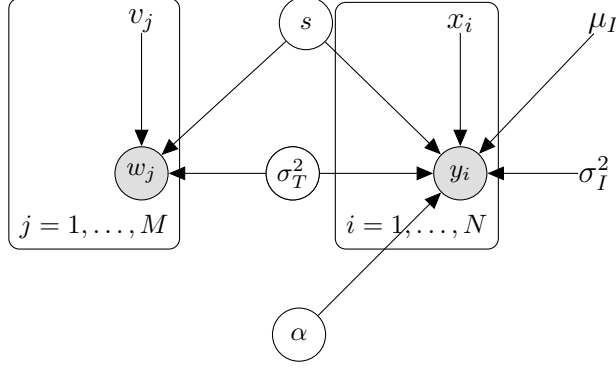 v_j
s
x_i
μ_I
w_j
σ_T^2
y_i
σ_I^2
j = 1, . . . , M
i = 1, . . . , N
α